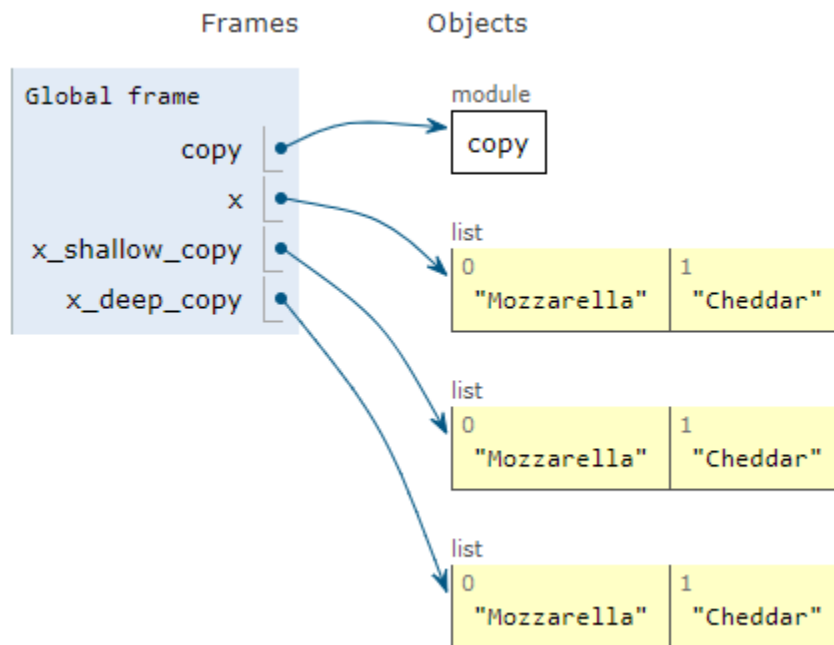 Frames Objects
Global frame
module
copy copy
x
list
x_shallow_copy 0 1
"Mozzarella" "Cheddar"
x_deep_copy
list
0 1
"Mozzarella" "Cheddar"
list
0 1
"Mozzarella" "Cheddar"